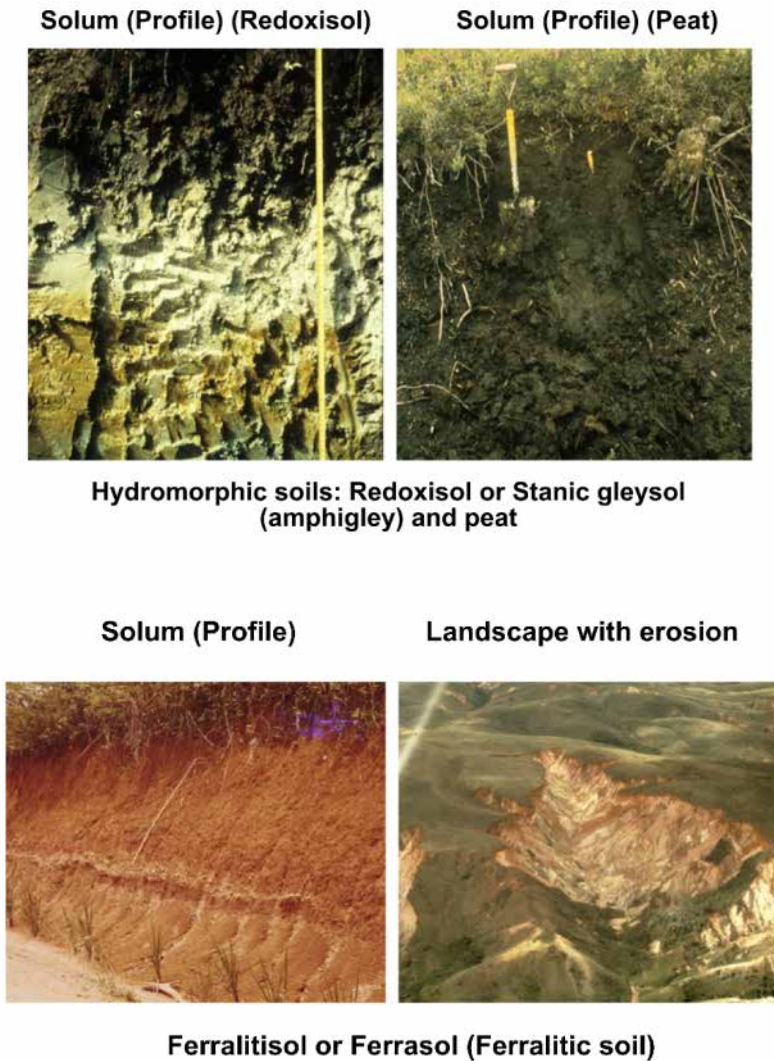 Solum (Profile) (Redoxisol)
Solum (Profile) (Peat)
Hydromorphic soils: Redoxisol or Stanic gleysol
(amphigley) and peat
Solum (Profile)
Landscape with erosion
Ferralitisol or Ferrasol (Ferralitic soil)